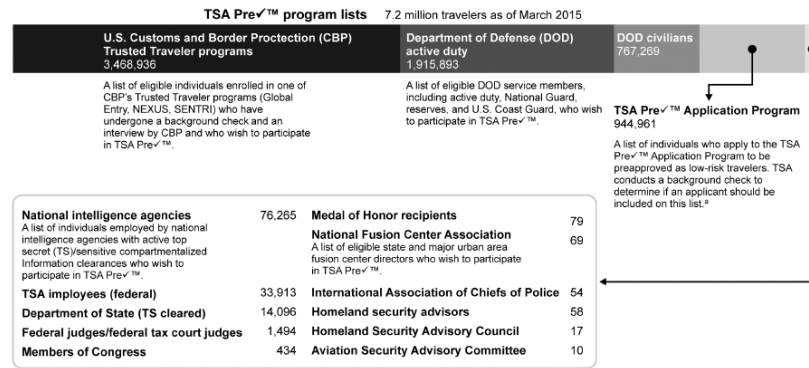 TSA Pre✓™ program lists 7.2 million travelers as of March 2015
U.S. Customs and Border Proctection (CBP)
Trusted Traveler programs
3,468,936
Department of Defense (DOD)
active duty
1,915,893
DOD civilians
767,269
A list of eligible individuals enrolled in one of
CBP's Trusted Traveler programs (Global
Entry, NEXUS, SENTRI) who have
undergone a background check and an
interview by CBP and who wish to participate
in TSA Pre✓™.
A list of eligible DOD service members,
including active duty, National Guard,
reserves, and U.S. Coast Guard, who wish
to participate in TSA Pre✓™.
TSA Pre✓™ Application Program
944,961
A list of individuals who apply to the TSA
Pre✓™ Application Program to be
preapproved as low-risk travelers. TSA
conducts a background check to
determine if an applicant should be
included on this list.ª
National intelligence agencies 76,265
A list of individuals employed by national
intelligence agencies with active top
secret (TS)/sensitive compartmentalized
Information clearances who wish to
participate in TSA Pre✓™.
TSA imployees (federal) 33,913
Department of State (TS cleared) 14,096
Federal judges/federal tax court judges 1,494
Members of Congress 434
Medal of Honor recipients 79
National Fusion Center Association 69
A list of eligible state and major urban area
fusion center directors who wish to participate
in TSA Pre✓™.
International Association of Chiefs of Police 54
Homeland security advisors 58
Homeland Security Advisory Council 17
Aviation Security Advisory Committee 10